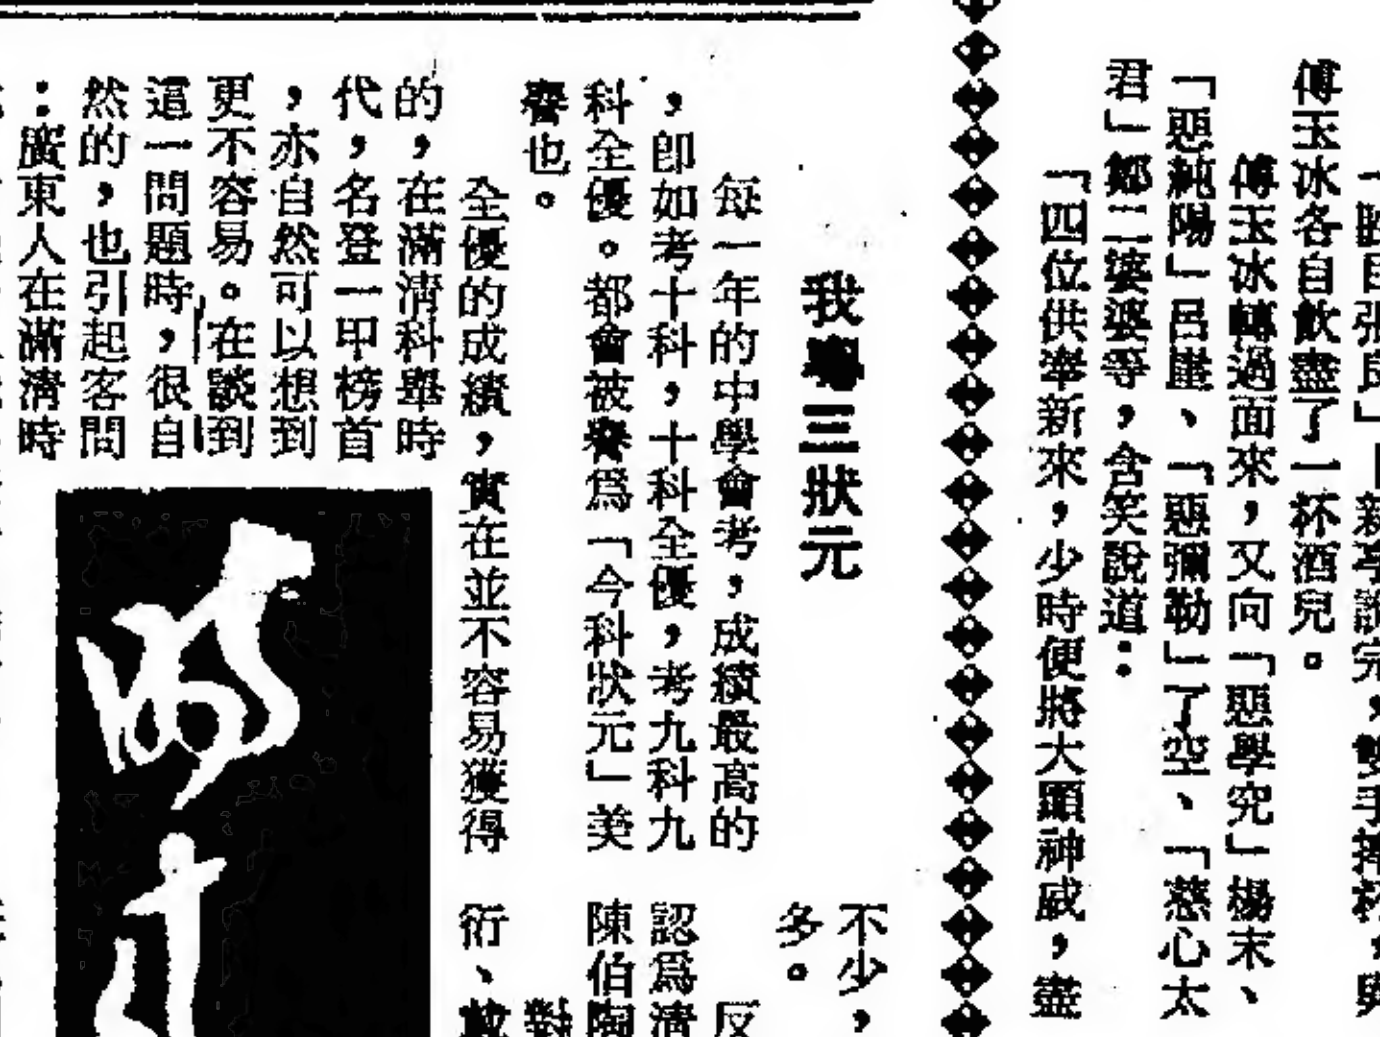 傅玉冰各自飲盡了一杯酒兒。
傅玉冰轉過面來，又向「惡學究」楊末、
「惡純陽」呂崖、「惡彌勒」了空、「慈心太
君」鄭二婆婆等，含笑說道：
「四位供奉新來，少時便將大顯神威，盡
我粵三狀元
每一年的中學會考，成績最高的
，卽如考十科，十科全優，考九科九
科全優。都會被譽爲「今科狀元」美
譽也。
全優的成績，實在並不容易獲得
的，在滿清科舉時
代，名登一甲榜首
，亦自然可以想到
更不容易。在談到
這一問題時，很自
然的，也引起客問
：廣東人在滿清時
不少，
多。
反
認爲清
陳伯陶
對
衍、